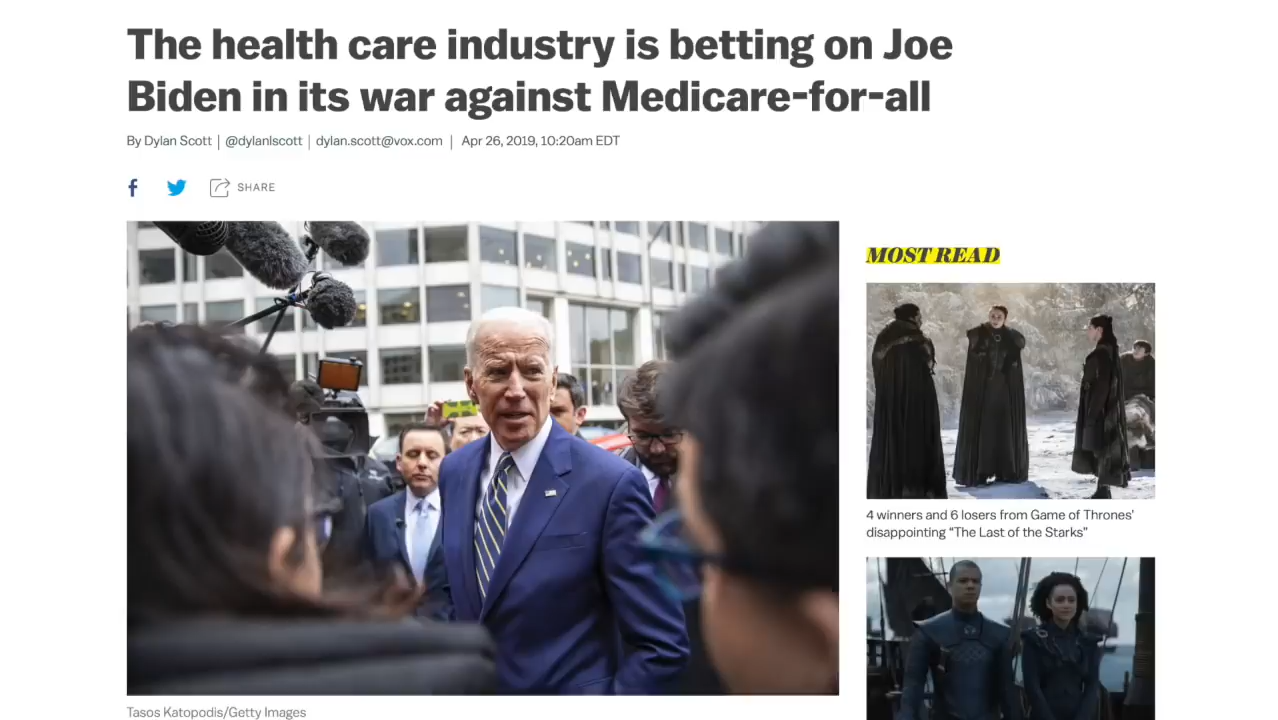 The health care industry is betting on Joe
Biden in its war against Medicare-for-all
By Dylan Scott | @dylanlscott | dylan.scott@vox.com | Apr 26, 2019, 10:20am EDT
f SHARE
MOST READ
4 winners and 6 losers from Game of Thrones'
disappointing “The Last of the Starks”
Tasos Katopodis/Getty Images